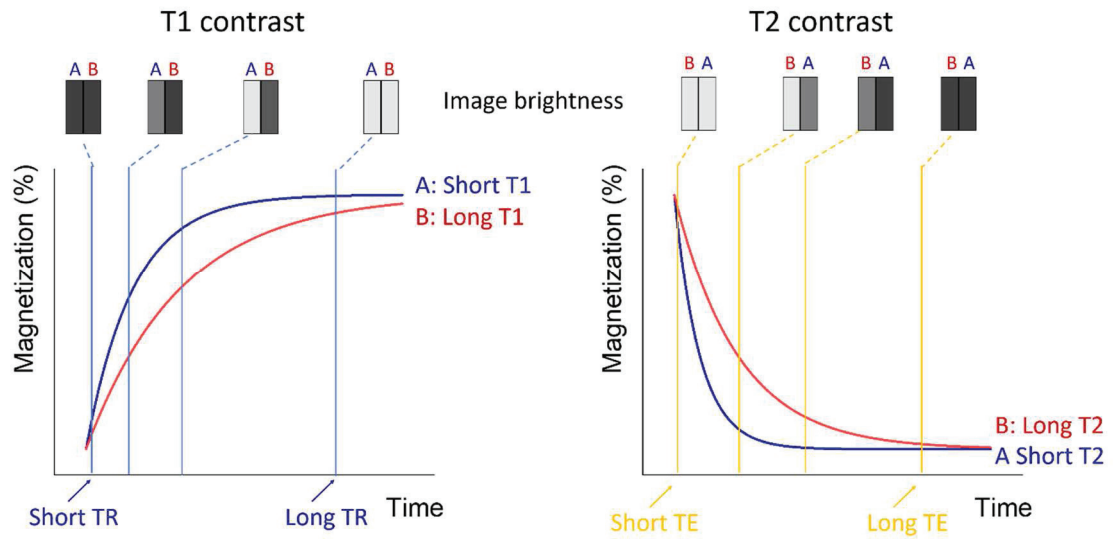 T1 contrast
T2 contrast
A B
A B
A B
A B
Image brightness
B A
B A
B A
B A
Magnetization (%)
A: Short T1
B: Long T1
Short TR
Long TR
Time
Magnetization (%)
B: Long T2
A Short T2
Short TE
Long TE
Time